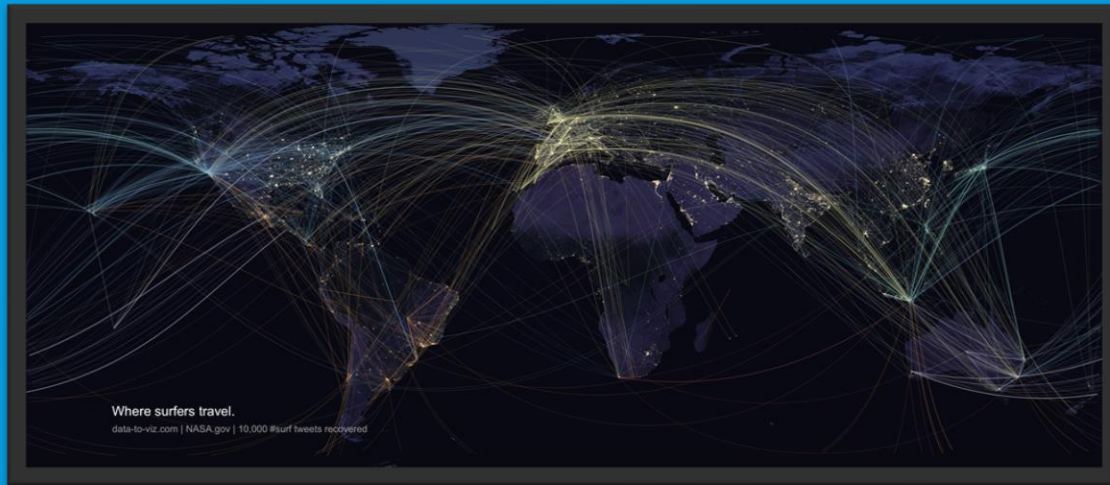 Where surfers travel.
data-to-viz.com | NASA.gov | 10,000 #surf tweets recovered